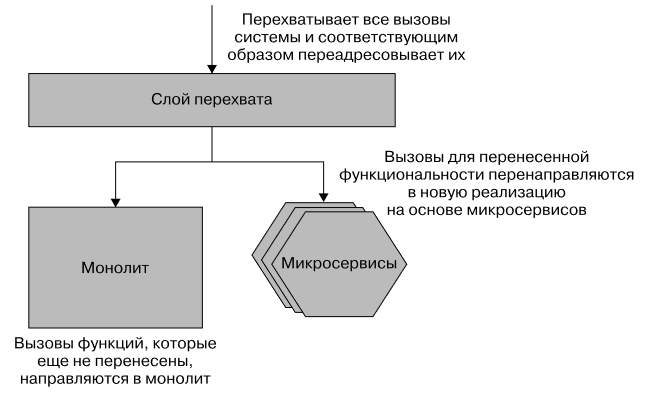 Перехватывает все вызовы
системы и соответствующим
образом переадресовывает их
Слой перехвата
Вызовы для перенесенной
функциональности перенаправляются
в новую реализацию
на основе микросервисов
Монолит
Микросервисы
Вызовы функций, которые
еще не перенесены,
направляются в монолит